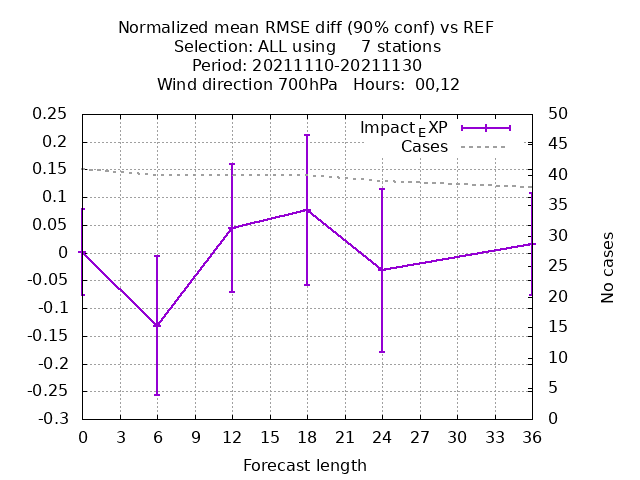 Normalized mean RMSE diff (90% conf) vs REF
Selection: ALL using     7 stations
Period: 20211110-20211130
Wind direction 700hPa   Hours:  00,12
0.25
0.2
0.15
0.1
0.05
0
-0.05
-0.1
-0.15
-0.2
-0.25
-0.3
Impact_EXP
Cases
50
45
40
35
30
25
20
15
10
5
0
No cases
0 3 6 9 12 15 18 21 24 27 30 33 36
Forecast length